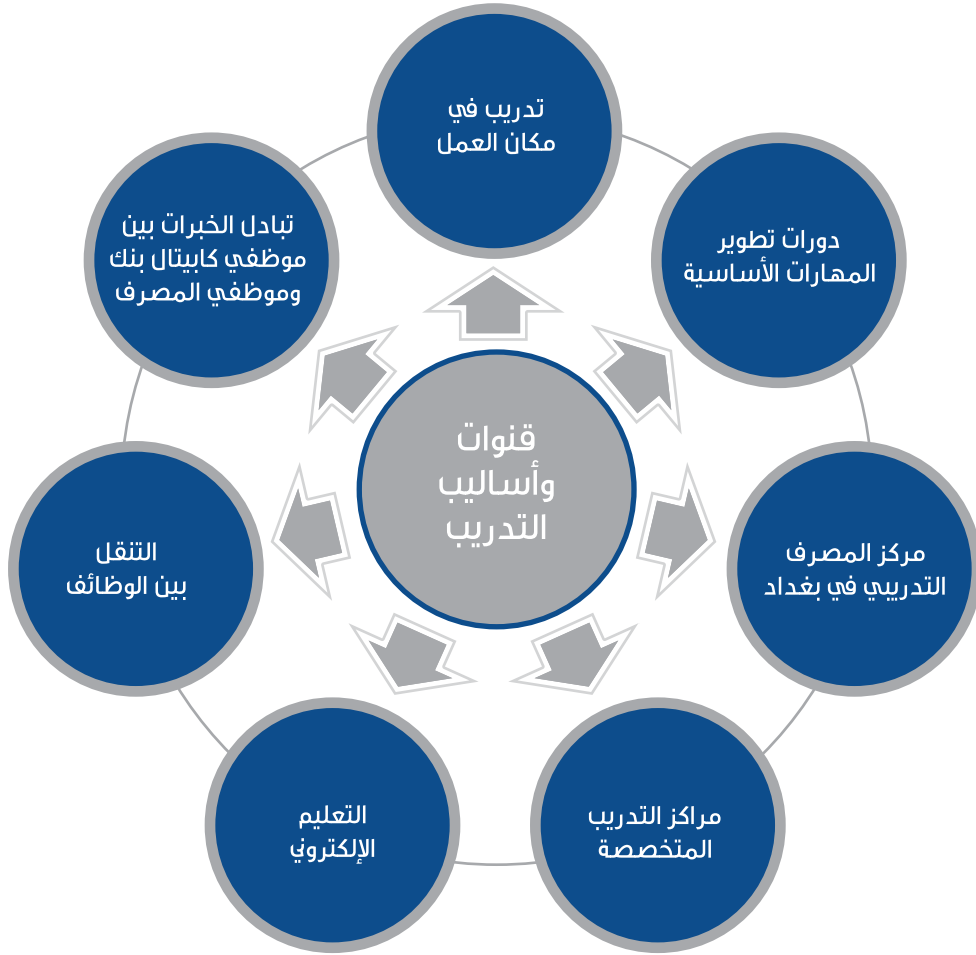 تدريب في
مكان العمل
دورات تطوير
المهارات الأساسية
مركز المصرف
التدريبي في بغداد
مراكز التدريب
المتخصصة
التعليم
الإلكتروني
التنقل
بين الوظائف
تبادل الخبرات بين
موظفي كابيتال بنك
وموظفي المصرف
قنوات
وأساليب
التدريب